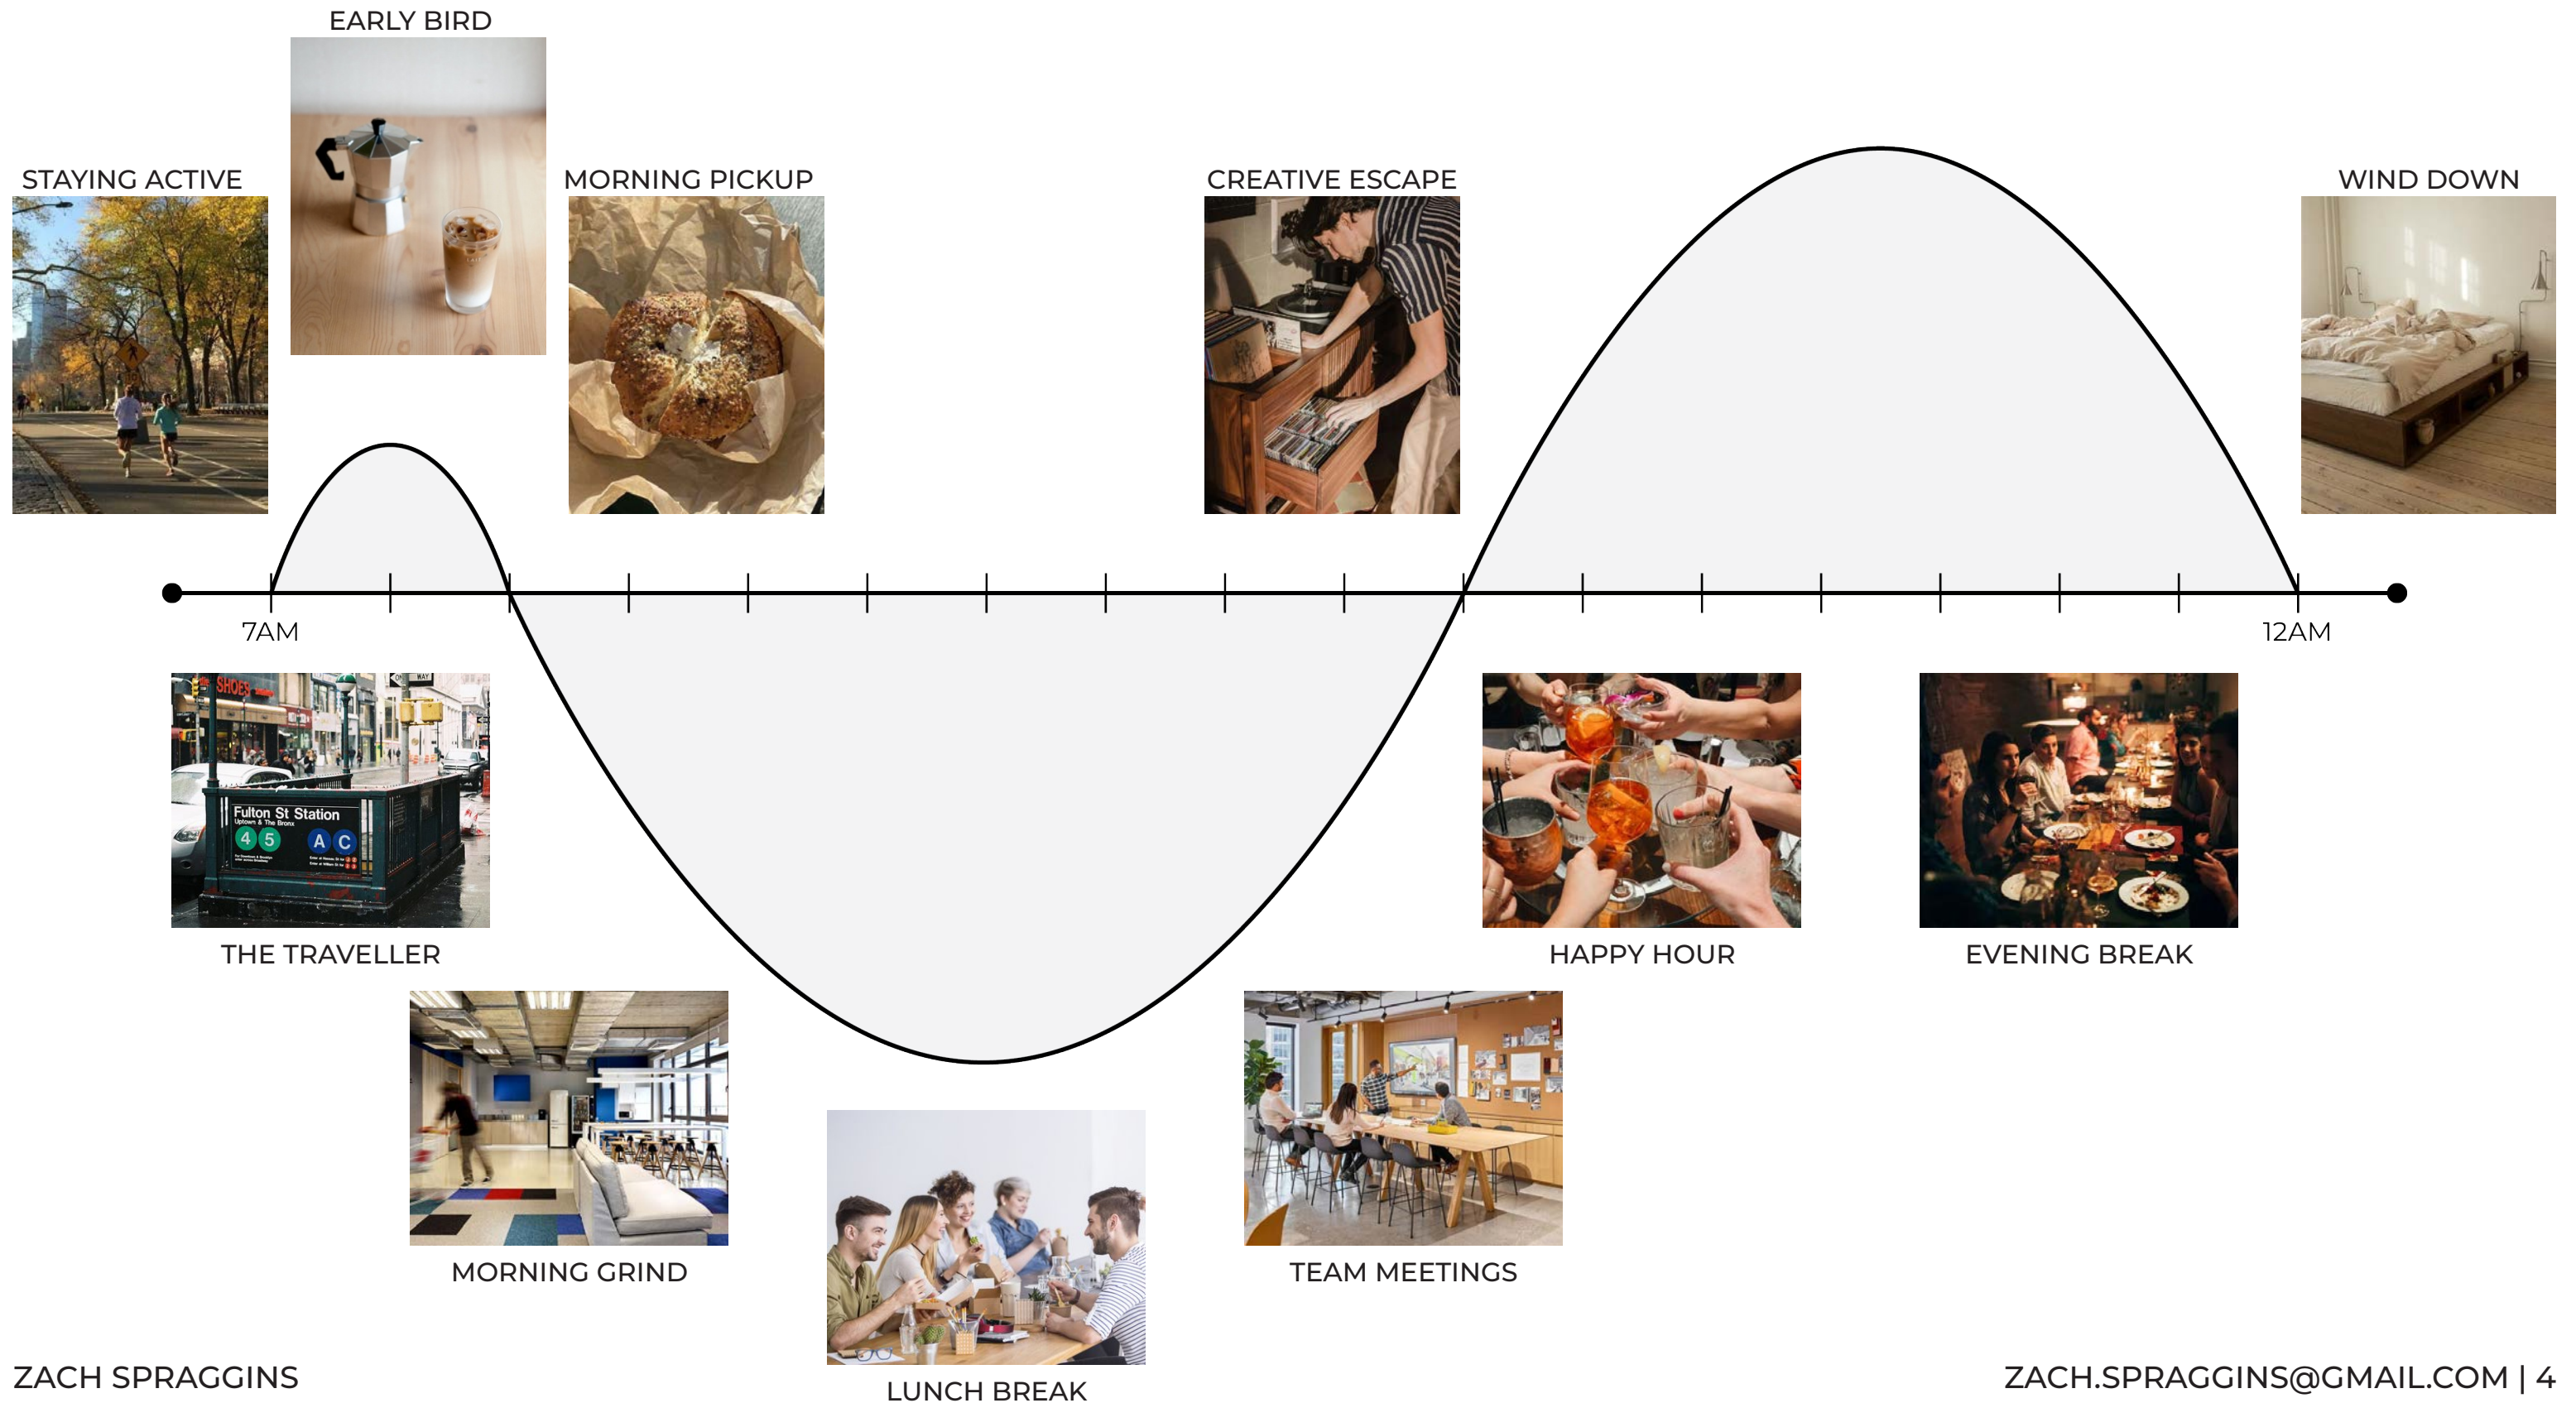 EARLY BIRD
STAYING ACTIVE
MORNING PICKUP
CREATIVE ESCAPE
WIND DOWN
7AM
12AM
SHOES
WAY
Fulton St Station
Uptown & The Bronx
4 5 A C
THE TRAVELLER
HAPPY HOUR
EVENING BREAK
MORNING GRIND
TEAM MEETINGS
LUNCH BREAK
ZACH SPRAGGINS
ZACH.SPRAGGINS@GMAIL.COM | 4